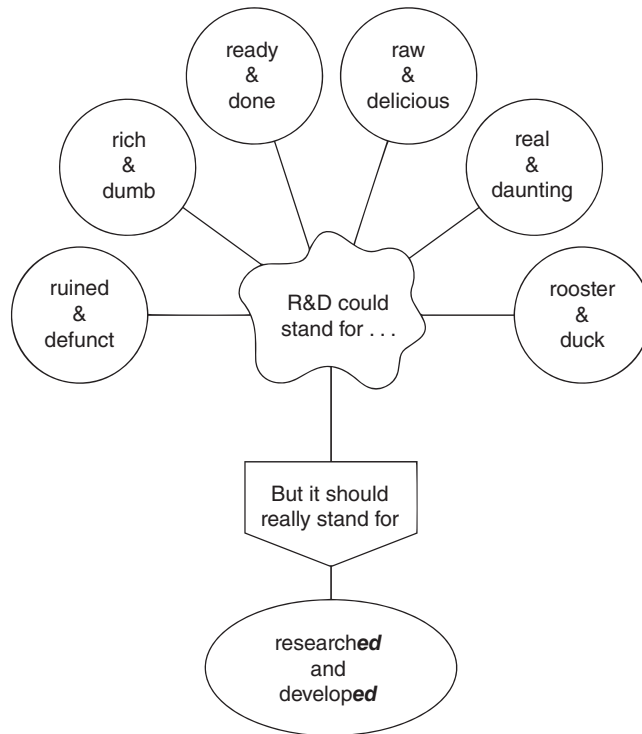 ready
&
done
raw
&
delicious
rich
&
dumb
real
&
daunting
ruined
&
defunct
R&D could
stand for . . .
rooster
&
duck
But it should
really stand for
researched
and
developed